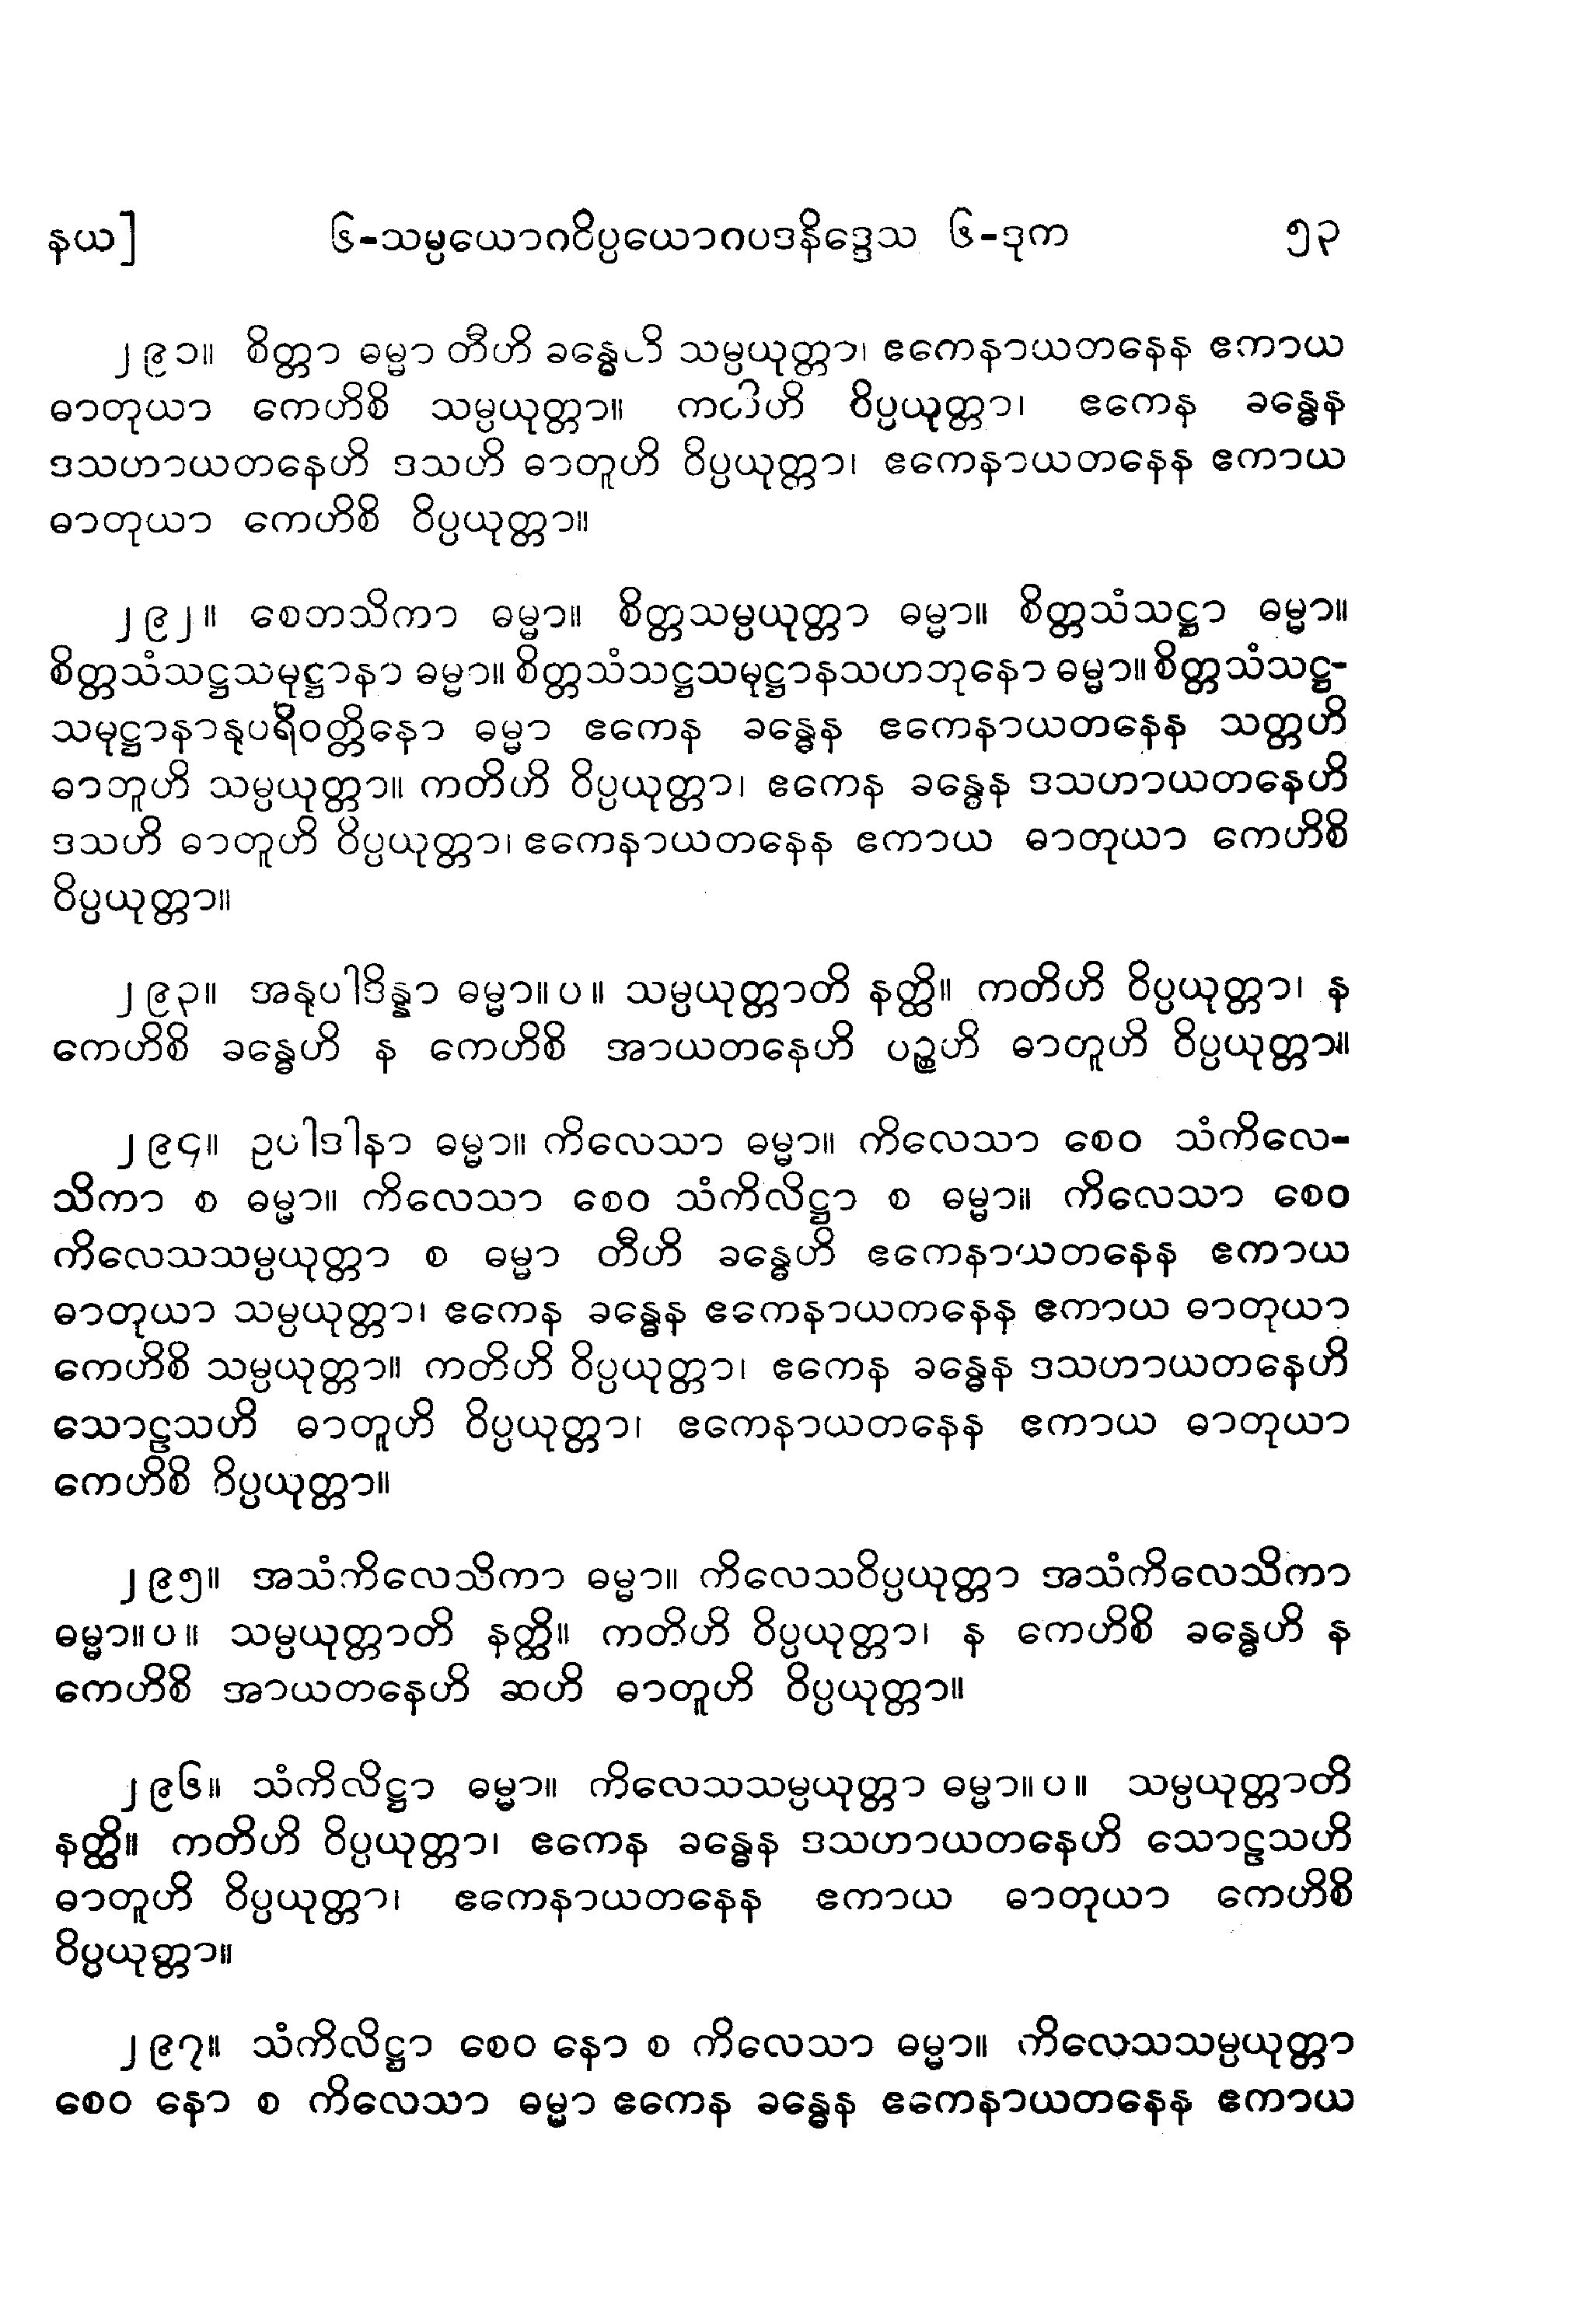 နယ] ၆-သမ္ပယောဂဝိပ္ပယောဂပဒနိဒ္ဒေသ ၆-ဒုက ၅၃
၂၉၁။ စိတ္တာ ဓမ္မာ တီဟိ ခန္ဓေဟိ သမ္ပယုတ္တာ၊ ဧကေနာယတနေန ဧကာယ
ဓာတုယာ ကေဟိစိ သမ္ပယုတ္တာ။ ကတိဟိ ဝိပ္ပယုတ္တာ၊ ဧကေန ခန္ဓေန
ဒသဟာယတနေဟိ ဒသဟိ ဓာတူဟိ ဝိပ္ပယုတ္တာ၊ ဧကေနာယတနေန ဧကာယ
ဓာတုယာ ကေဟိစိ ဝိပ္ပယုတ္တာ။
၂၉၂။ စေတသိကာ ဓမ္မာ။ စိတ္တသမ္ပယုတ္တာ ဓမ္မာ။ စိတ္တသံသဋ္ဌာ ဓမ္မာ။
စိတ္တသံသဋ္ဌသမုဋ္ဌာနာ ဓမ္မာ။ စိတ္တသံသဋ္ဌသမုဋ္ဌာနသဟဘုနော ဓမ္မာ။ စိတ္တသံသဋ္ဌ-
သမုဋ္ဌာနာနုပရိဝတ္တိနော ဓမ္မာ ဧကေန ခန္ဓေန ဧကေနာယတနေန သတ္တဟိ
ဓာတူဟိ သမ္ပယုတ္တာ။ ကတိဟိ ဝိပ္ပယုတ္တာ၊ ဧကေန ခန္ဓေန ဒသဟာယတနေဟိ
ဒသဟိ ဓာတူဟိ ဝိပ္ပယုတ္တာ၊ ဧကေနာယတနေန ဧကာယ ဓာတုယာ ကေဟိစိ
ဝိပ္ပယုတ္တာ။
၂၉၃။ အနုပါဒိန္နာ ဓမ္မာ။ပ။ သမ္ပယုတ္တာတိ နတ္ထိ။ ကတိဟိ ဝိပ္ပယုတ္တာ၊ န
ကေဟိစိ ခန္ဓေဟိ န ကေဟိစိ အာယတနေဟိ ပဉ္စဟိ ဓာတူဟိ ဝိပ္ပယုတ္တာ။
၂၉၄။ ဥပါဒါနာ ဓမ္မာ။ ကိလေသာ ဓမ္မာ။ ကိလေသာ စေဝ သံကိလေ-
သိကာ စ ဓမ္မာ။ ကိလေသာ စေဝ သံကိလိဋ္ဌာ စ ဓမ္မာ။ ကိလေသာ စေဝ
ကိလေသသမ္ပယုတ္တာ စ ဓမ္မာ တီဟိ ခန္ဓေဟိ ဧကေနာယတနေန ဧကာယ
ဓာတုယာ သမ္ပယုတ္တာ၊ ဧကေန ခန္ဓေန ဧကေနာယတနေန ဧကာယ ဓာတုယာ
ကေဟိစိ သမ္ပယုတ္တာ။ ကတိဟိ ဝိပ္ပယုတ္တာ၊ ဧကေန ခန္ဓေန ဒသဟာယတနေဟိ
သောဠသဟိ ဓာတူဟိ ဝိပ္ပယုတ္တာ၊ ဧကေနာယတနေန ဧကာယ ဓာတုယာ
ကေဟိစိ ဝိပ္ပယုတ္တာ။
၂၉၅။ အသံကိလေသိကာ ဓမ္မာ။ ကိလေသဝိပ္ပယုတ္တာ အသံကိလေသိကာ
ဓမ္မာ။ပ။ သမ္ပယုတ္တာတိ နတ္ထိ။ ကတိဟိ ဝိပ္ပယုတ္တာ၊ န ကေဟိစိ ခန္ဓေဟိ န
ကေဟိစိ အာယတနေဟိ ဆဟိ ဓာတူဟိ ဝိပ္ပယုတ္တာ။
၂၉၆။ သံကိလိဋ္ဌာ ဓမ္မာ။ ကိလေသသမ္ပယုတ္တာ ဓမ္မာ။ပ။ သမ္ပယုတ္တာတိ
နတ္ထိ။ ကတိဟိ ဝိပ္ပယုတ္တာ၊ ဧကေန ခန္ဓေန ဒသဟာယတနေဟိ သောဠသဟိ
ဓာတူဟိ ဝိပ္ပယုတ္တာ၊ ဧကေနာယတနေန ဧကာယ ဓာတုယာ ကေဟိစိ
ဝိပ္ပယုတ္တာ။
၂၉၇။ သံကိလိဋ္ဌာ စေဝ နော စ ကိလေသာ ဓမ္မာ။ ကိလေသသမ္ပယုတ္တာ
စေဝ နော စ ကိလေသာ ဓမ္မာ ဧကေန ခန္ဓေန ဧကေနာယတနေန ဧကာယ